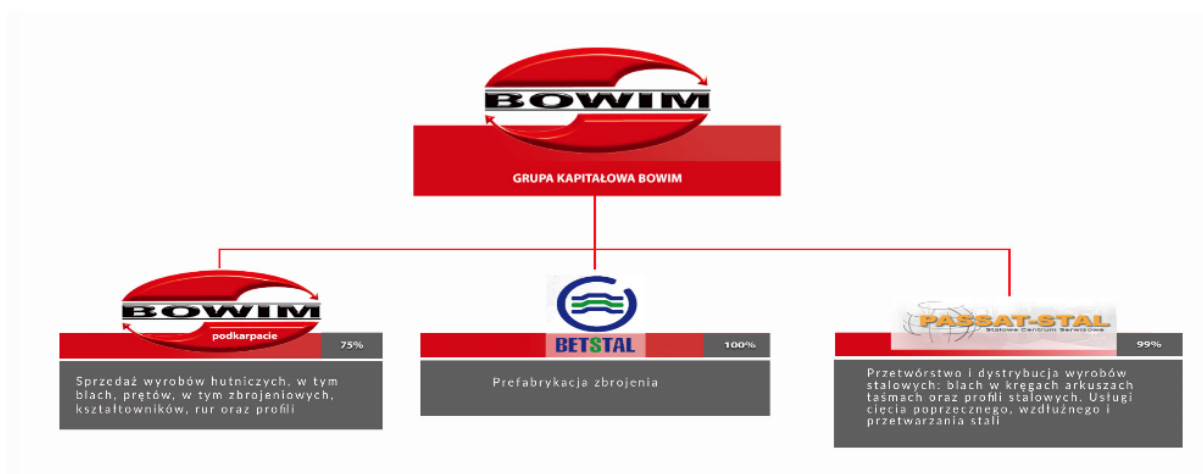 BOWIM
GRUPA KAPITAŁOWA BOWIM
BOWIM
podkarpacie
75%
Sprzedaż wyrobów hutniczych, w tym
blach, prętów, w tym zbrojeniowych,
kształtowników, rur oraz profili
BETSTAL
100%
Prefabrykacja zbrojenia
PASSAT-STAL
Stalowe Centrum Serwisowe
99%
Przetwórstwo i dystrybucja wyrobów
stalowych: blach w kręgach arkuszach
taśmach oraz profili stalowych. Usługi
cięcia poprzecznego, wzdłużnego i
przetwarzania stali